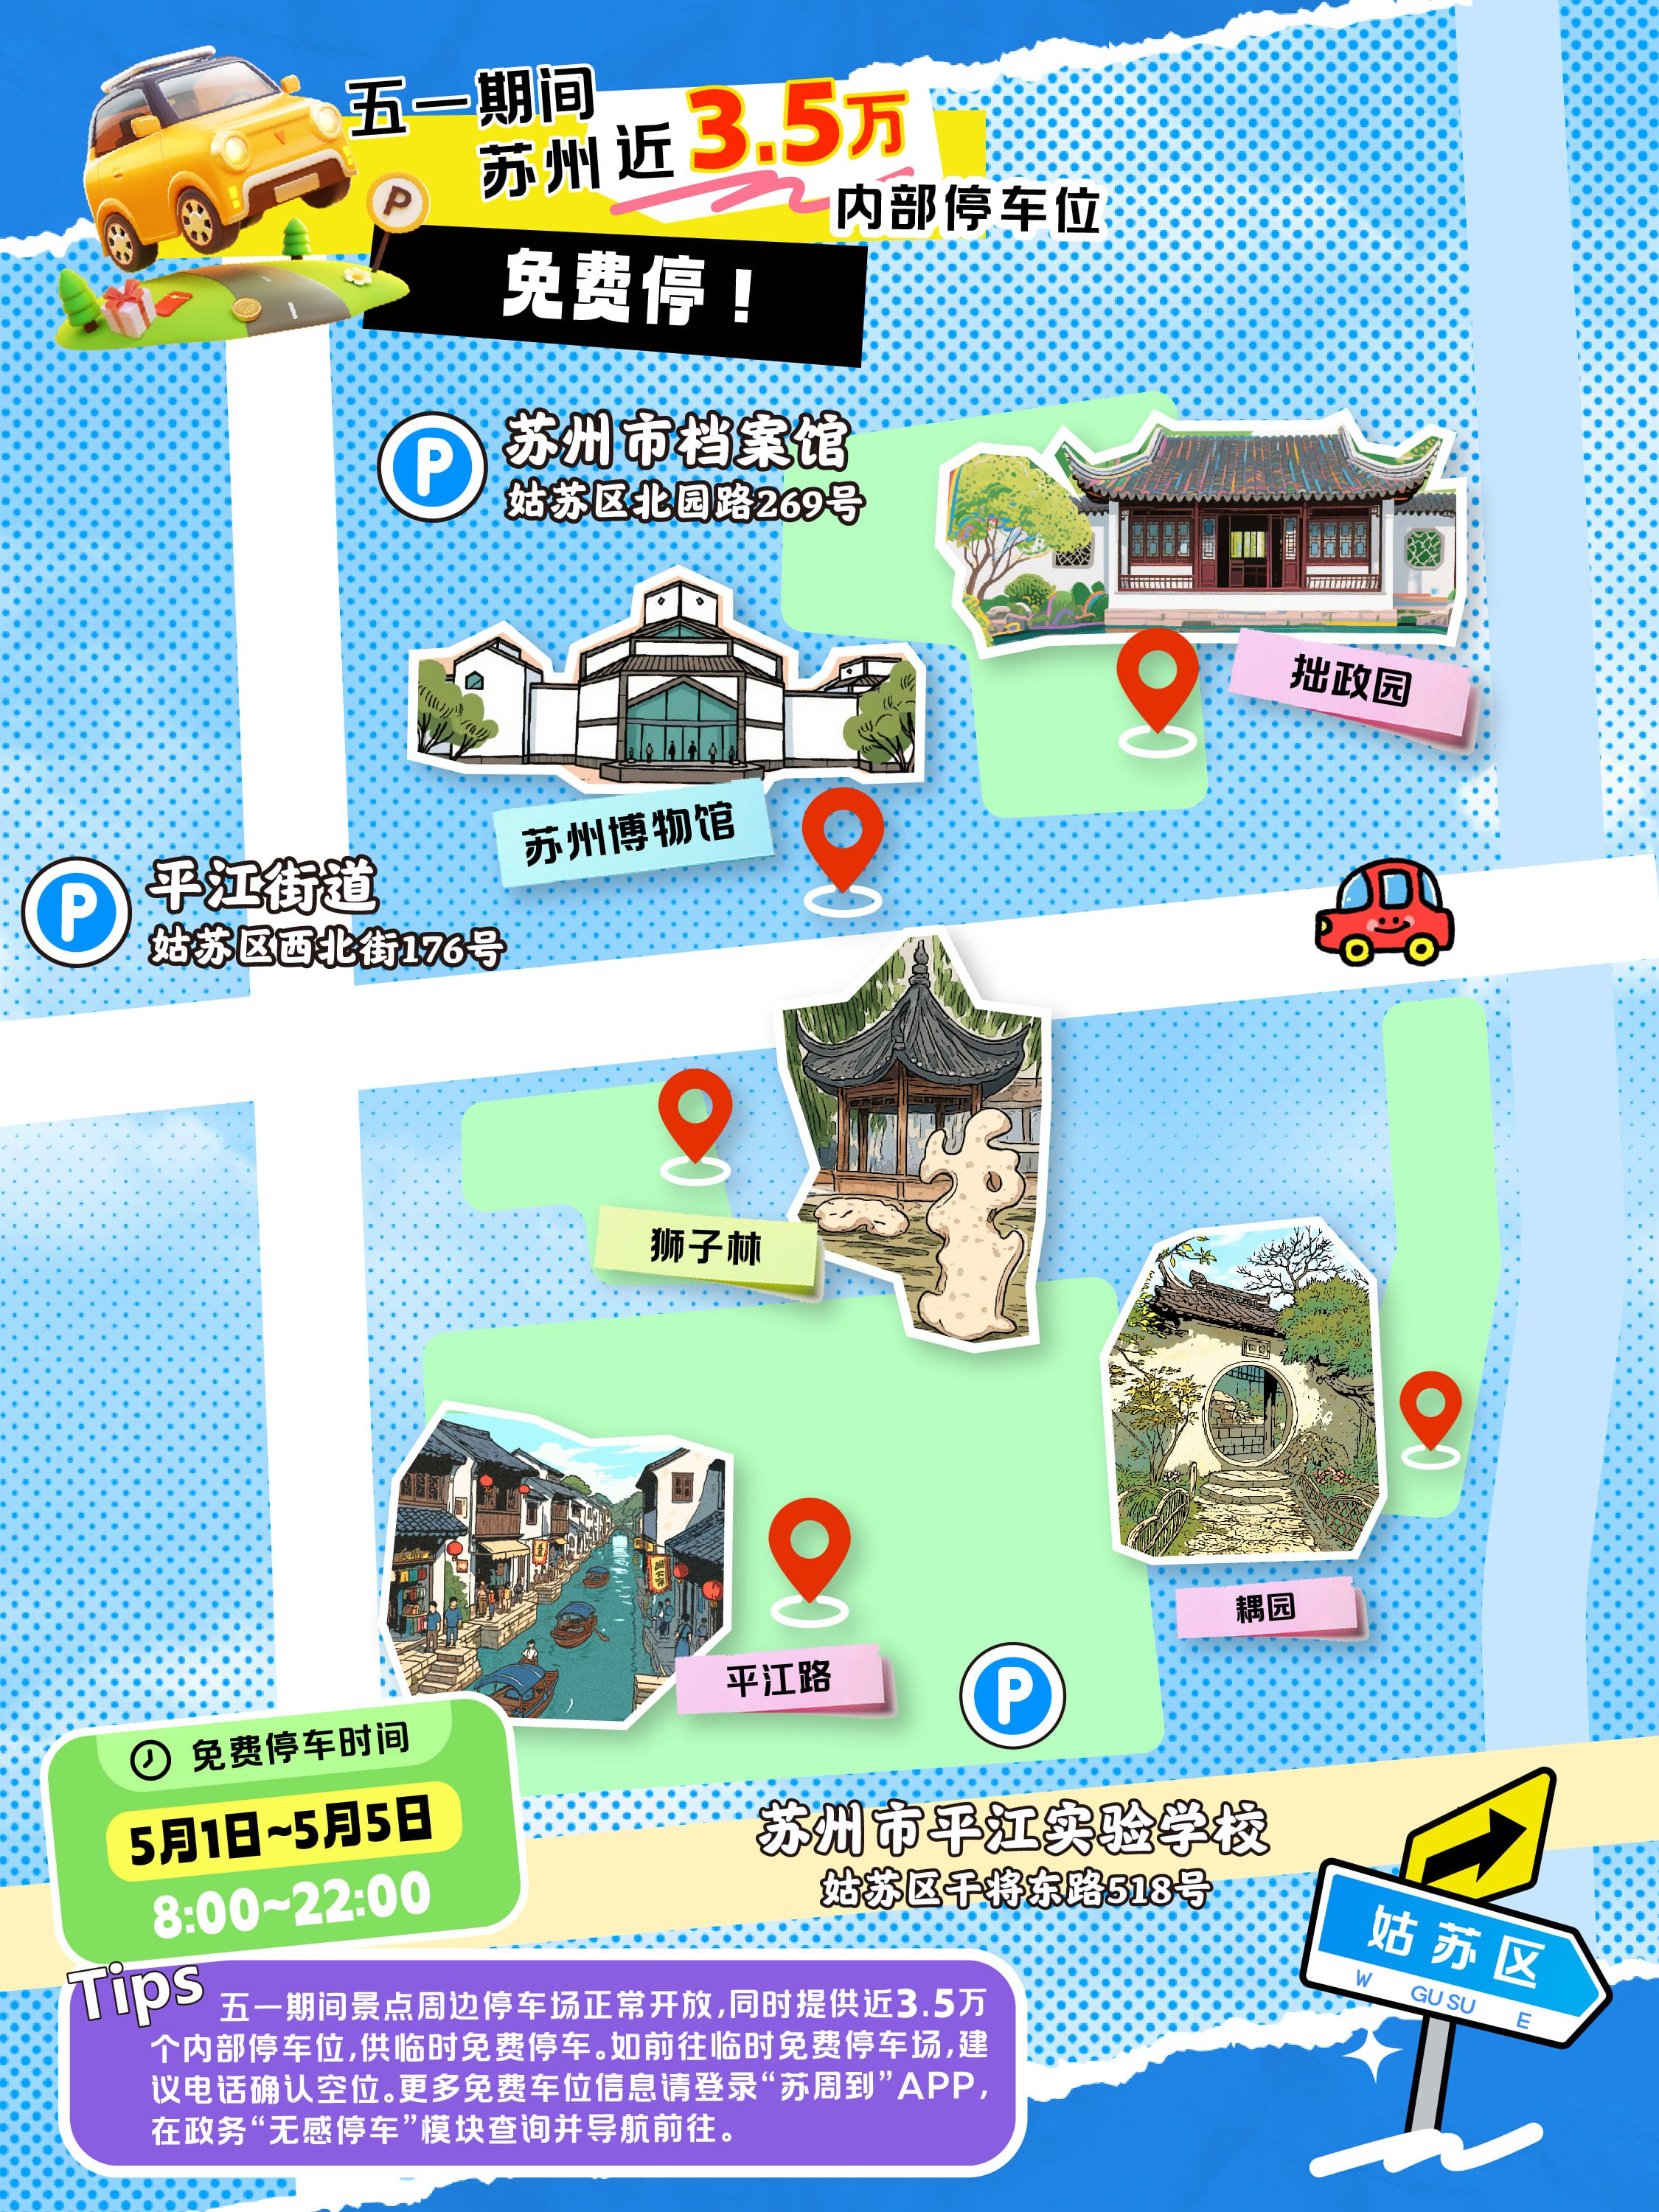 五一期间
苏州近3.5万
内部停车位
免费停！
P
P
苏州市档案馆
姑苏区北园路269号
拙政园
苏州博物馆
P
平江街道
姑苏区西北街176号
狮子林
耦园
平江路
P
免费停车时间
5月1日~5月5日
8:00~22:00
苏州市平江实验学校
姑苏区干将东路518号
姑苏区
W GU SU E
Tips
五一期间景点周边停车场正常开放，同时提供近3.5万
个内部停车位，供临时免费停车。如前往临时免费停车场，建
议电话确认空位。更多免费车位信息请登录“苏周到”APP，
在政务“无感停车”模块查询并导航前往。